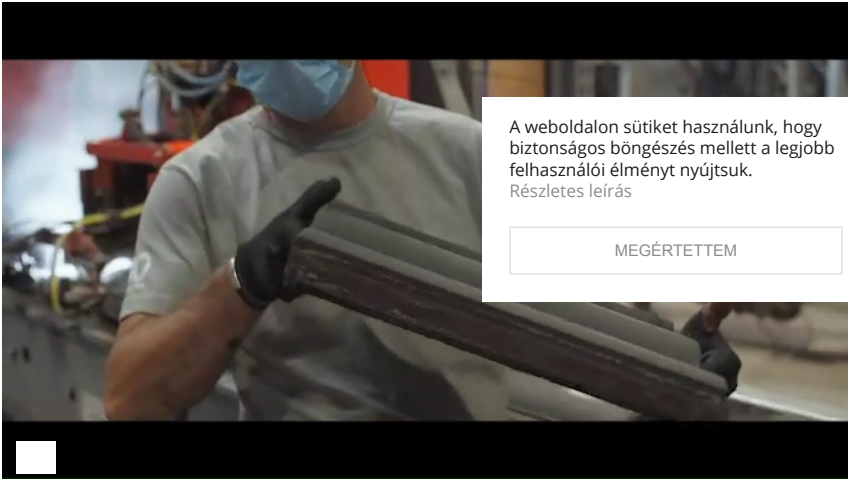 A weboldalon sütiket használunk, hogy
biztonságos böngészés mellett a legjobb
felhasználói élményt nyújtsuk.
Részletes leírás
MEGÉRTETTEM